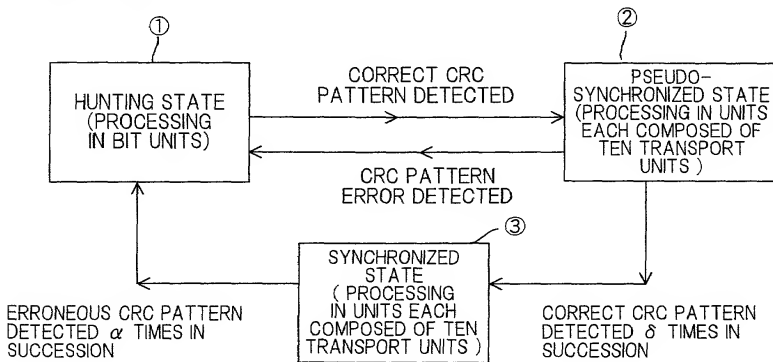 ①
HUNTING STATE
(PROCESSING
IN BIT UNITS)
CORRECT CRC
PATTERN DETECTED
CRC PATTERN
ERROR DETECTED
②
PSEUDO-
SYNCHRONIZED STATE
(PROCESSING IN UNITS
EACH COMPOSED OF
TEN TRANSPORT
UNITS )
③
SYNCHRONIZED
STATE
( PROCESSING
IN UNITS EACH
COMPOSED OF TEN
TRANSPORT UNITS )
ERRONEOUS CRC PATTERN
DETECTED α TIMES IN
SUCCESSION
CORRECT CRC PATTERN
DETECTED δ TIMES IN
SUCCESSION